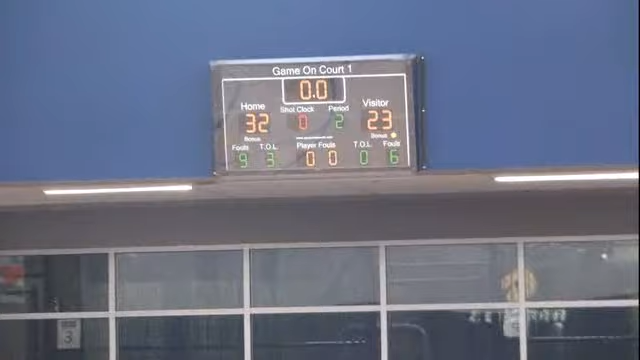 Game On Court 1
0.0
Home Shot Clock Period Visitor
32 0 2 23
Bonus Bonus
Fouls T.O.L. Player Fouls T.O.L. Fouls
9 3 0 0 0 6
3